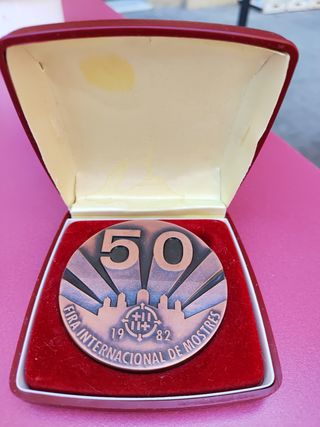 50
19 82
FIRA INTERNACIONAL DE MOSTRES